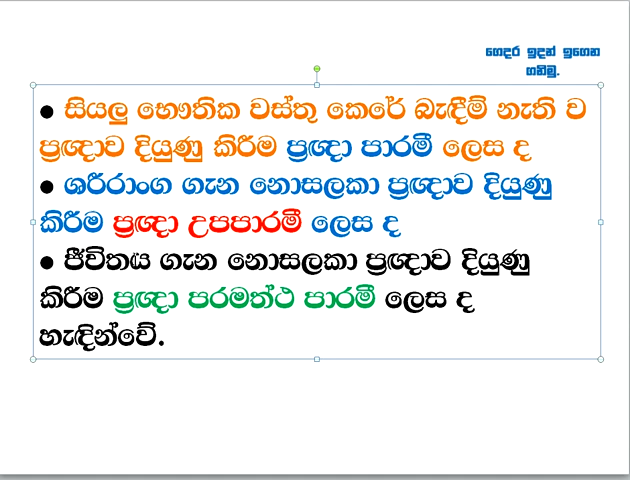 ගෙදර ඉදන් ඉගෙන
ගනිමු.
● සියලු භෞතික වස්තු කෙරේ බැඳීම් නැති ව
ප්‍රඥාව දියුණු කිරීම ප්‍රඥා පාරමී ලෙස ද
● ශරීරාංග ගැන නොසලකා ප්‍රඥාව දියුණු
කිරීම ප්‍රඥා උපපාරමී ලෙස ද
● ජීවිතය ගැන නොසලකා ප්‍රඥාව දියුණු
කිරීම ප්‍රඥා පරමත්ථ පාරමී ලෙස ද
හැඳින්වේ.